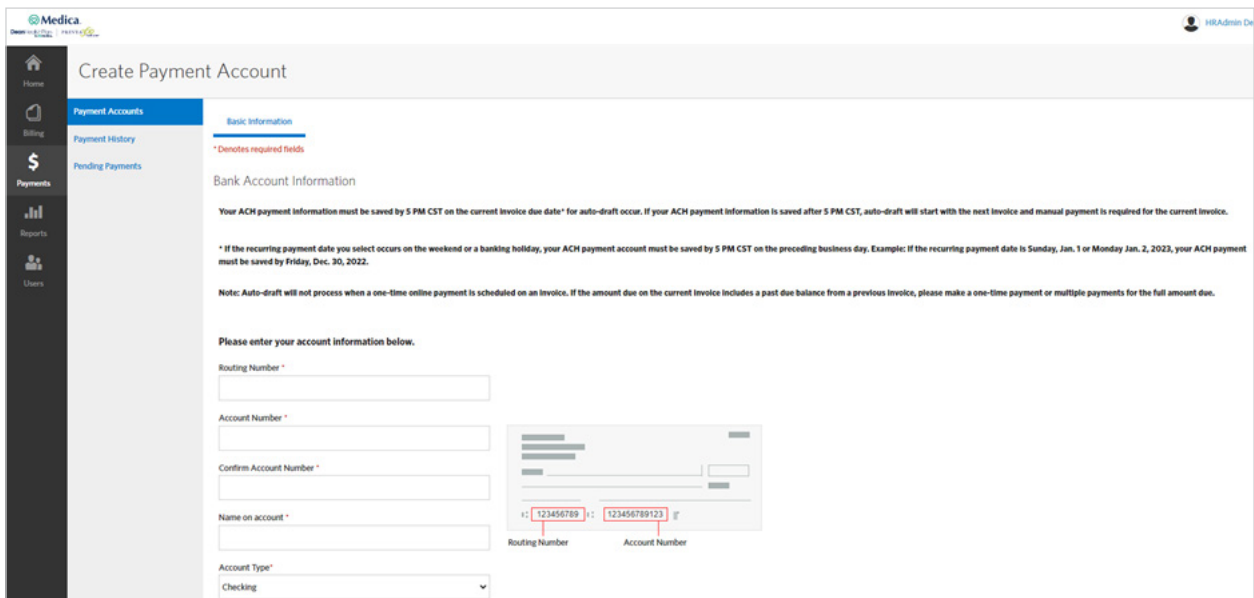 Medica.
HRAdmin De
Home
Billing
Payments
Reports
Users
Create Payment Account
Payment Accounts
Payment History
Pending Payments
Basic Information
* Denotes required fields
Bank Account Information
Your ACH payment information must be saved by 5 PM CST on the current invoice due date* for auto-draft occur. If your ACH payment information is saved after 5 PM CST, auto-draft will start with the next invoice and manual payment is required for the current invoice.
* If the recurring payment date you select occurs on the weekend or a banking holiday, your ACH payment account must be saved by 5 PM CST on the preceding business day. Example: If the recurring payment date is Sunday, Jan. 1 or Monday Jan. 2, 2023, your ACH payment
must be saved by Friday, Dec. 30, 2022.
Note: Auto-draft will not process when a one-time online payment is scheduled on an invoice. If the amount due on the current invoice includes a past due balance from a previous invoice, please make a one-time payment or multiple payments for the full amount due.
Please enter your account information below.
Routing Number *
Account Number *
Confirm Account Number *
Name on account *
Account Type*
Checking
123456789
123456789123
Routing Number
Account Number